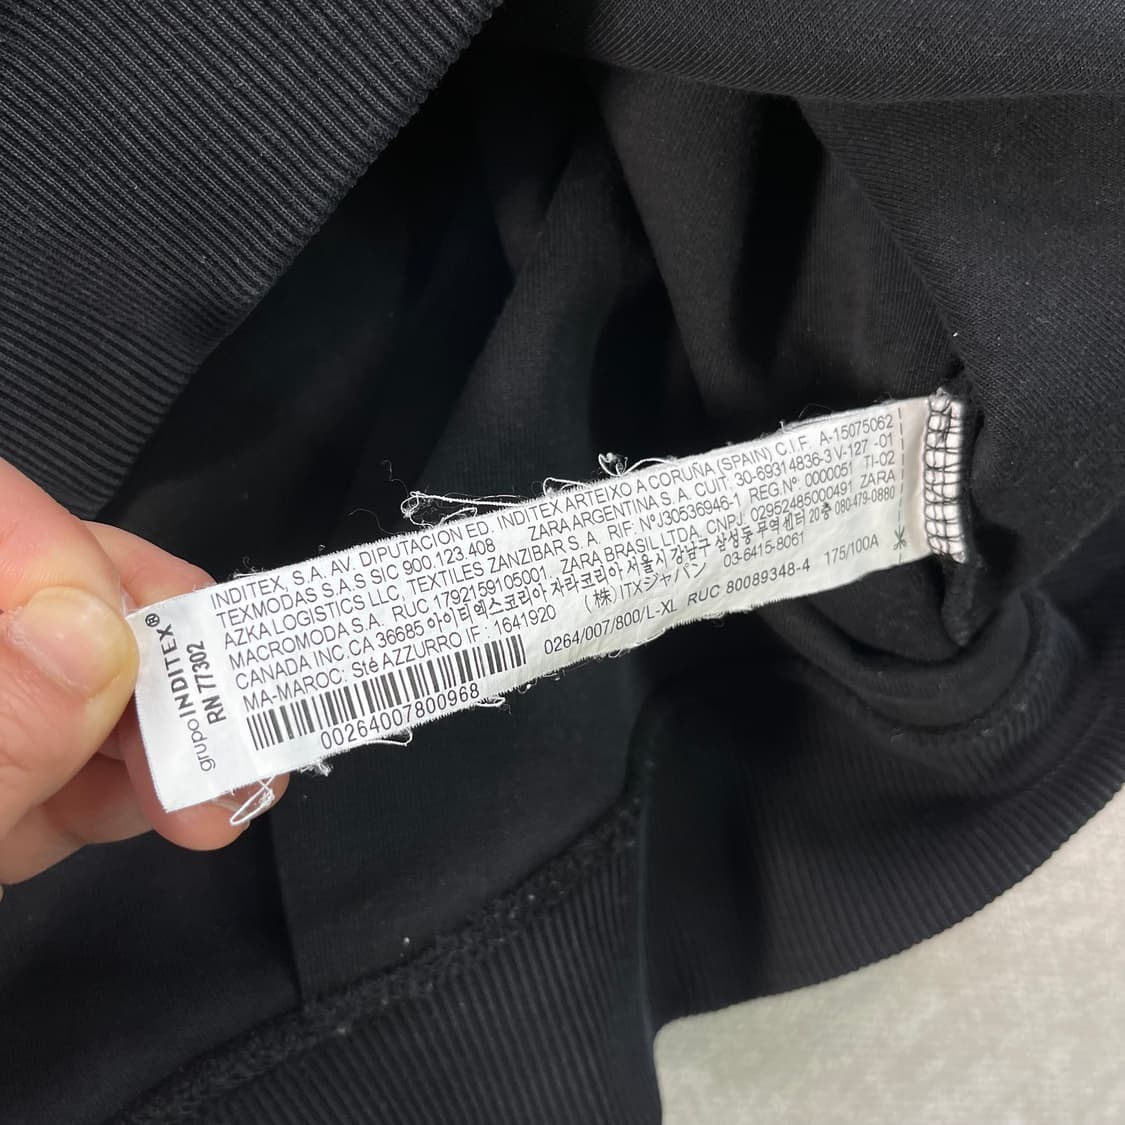 grupo INDITEX®
RN 77302
INDITEX, S.A. AV. DIPUTACION ED. INDITEX ARTEIXO A CORUÑA (SPAIN) C.I.F. A-15075062
TEXMODAS S.A.S SIC 900.123.408 ZARA ARGENTINA S.A. CUIT: 30-69314836-3 V-127 -01
AZKA LOGISTICS LLC, TEXTILES ZANZIBAR S.A. RIF: Nº J30536946-1 REG.Nº 0000051 TI-02
MACROMODA S.A. RUC 1792159105001, ZARA BRASIL LTDA, CNPJ, 02952485000491 ZARA
CANADA INC CA 36685 아이티엑스코리아 자라코리아 서울시 강남구 삼성동 무역센터 20층 080-479-0880
MA-MAROC: Sté AZZURRO IF : 1641920 (株) ITXジャパン 03-6415-8061
00264007800968
0264/007/800/L-XL RUC 80089348-4 175/100A